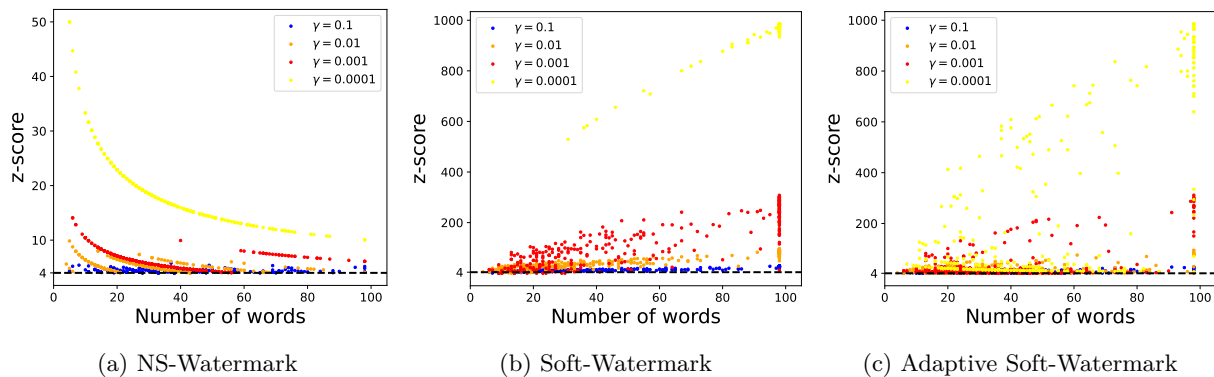 50
40
30
20
10
4
z-score
γ = 0.1
γ = 0.01
γ = 0.001
γ = 0.0001
0 20 40 60 80 100
Number of words
(a) NS-Watermark
1000
800
600
400
200
4
z-score
γ = 0.1
γ = 0.01
γ = 0.001
γ = 0.0001
0 20 40 60 80 100
Number of words
(b) Soft-Watermark
1000
800
600
400
200
4
z-score
γ = 0.1
γ = 0.01
γ = 0.001
γ = 0.0001
0 20 40 60 80 100
Number of words
(c) Adaptive Soft-Watermark